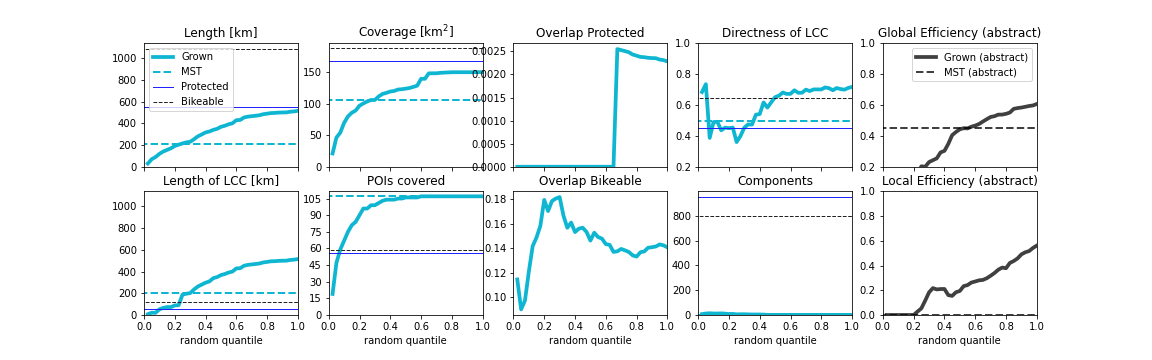 Length [km]
Coverage [km²]
Overlap Protected
Directness of LCC
Global Efficiency (abstract)
1000
800
600
400
200
0
Grown
MST
Protected
Bikeable
150
100
50
0
0.0025
0.0020
0.0015
0.0010
0.0005
0.0000
1.0
0.8
0.6
0.4
0.2
1.0
0.8
0.6
0.4
0.2
Grown (abstract)
MST (abstract)
Length of LCC [km]
POIs covered
Overlap Bikeable
Components
Local Efficiency (abstract)
1000
800
600
400
200
0
105
90
75
60
45
30
15
0.18
0.16
0.14
0.12
0.10
800
600
400
200
0
1.0
0.8
0.6
0.4
0.2
0.0
0.0 0.2 0.4 0.6 0.8 1.0
0.0 0.2 0.4 0.6 0.8 1.0
0.0 0.2 0.4 0.6 0.8 1.0
0.0 0.2 0.4 0.6 0.8 1.0
0.0 0.2 0.4 0.6 0.8 1.0
random quantile
random quantile
random quantile
random quantile
random quantile